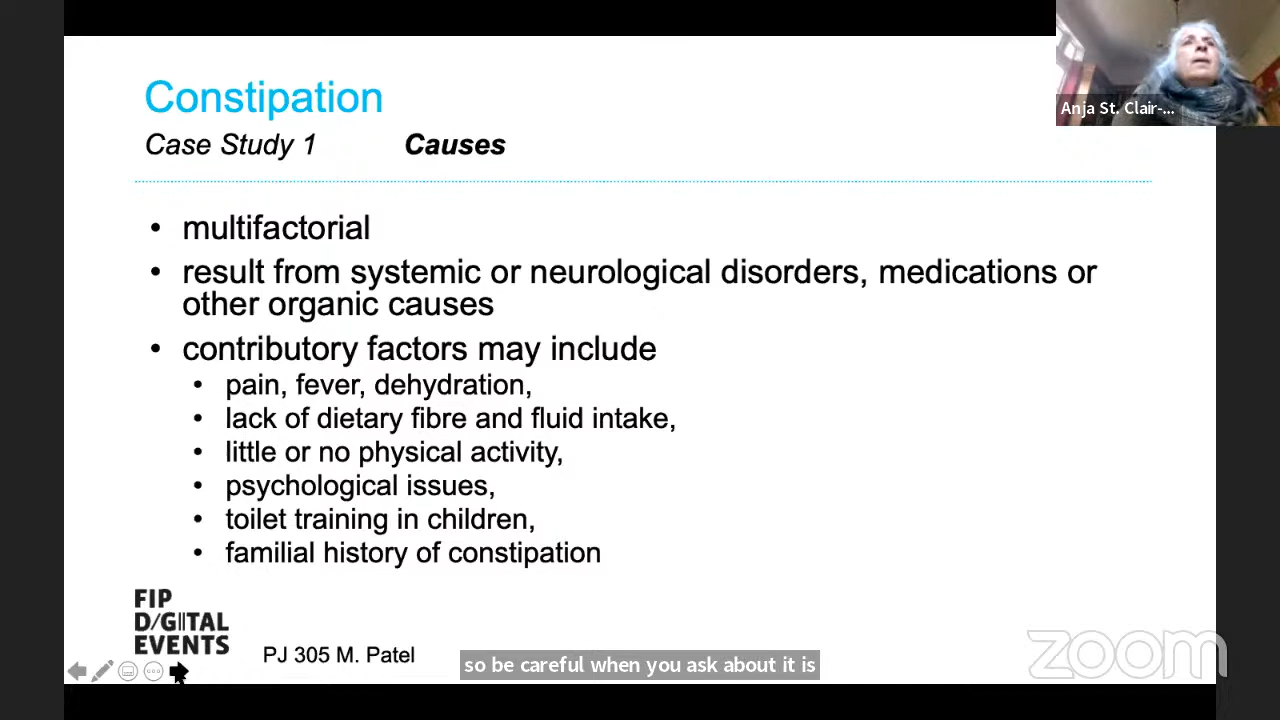 Constipation
Case Study 1 Causes
• multifactorial
• result from systemic or neurological disorders, medications or
other organic causes
• contributory factors may include
• pain, fever, dehydration,
• lack of dietary fibre and fluid intake,
• little or no physical activity,
• psychological issues,
• toilet training in children,
• familial history of constipation
FIP
D/GITAL
EVENTS
PJ 305 M. Patel
so be careful when you ask about it is
zoom
Anja St. Clair-...